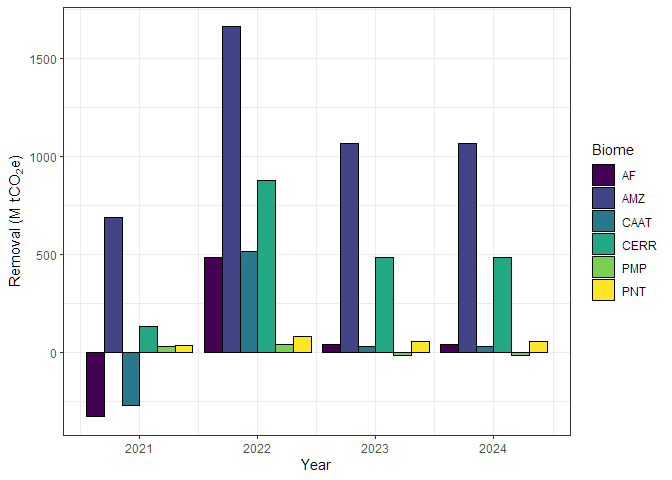 1500
1000
500
0
Removal (M tCO₂e)
2021 2022 2023 2024
Year
Biome
AF
AMZ
CAAT
CERR
PMP
PNT